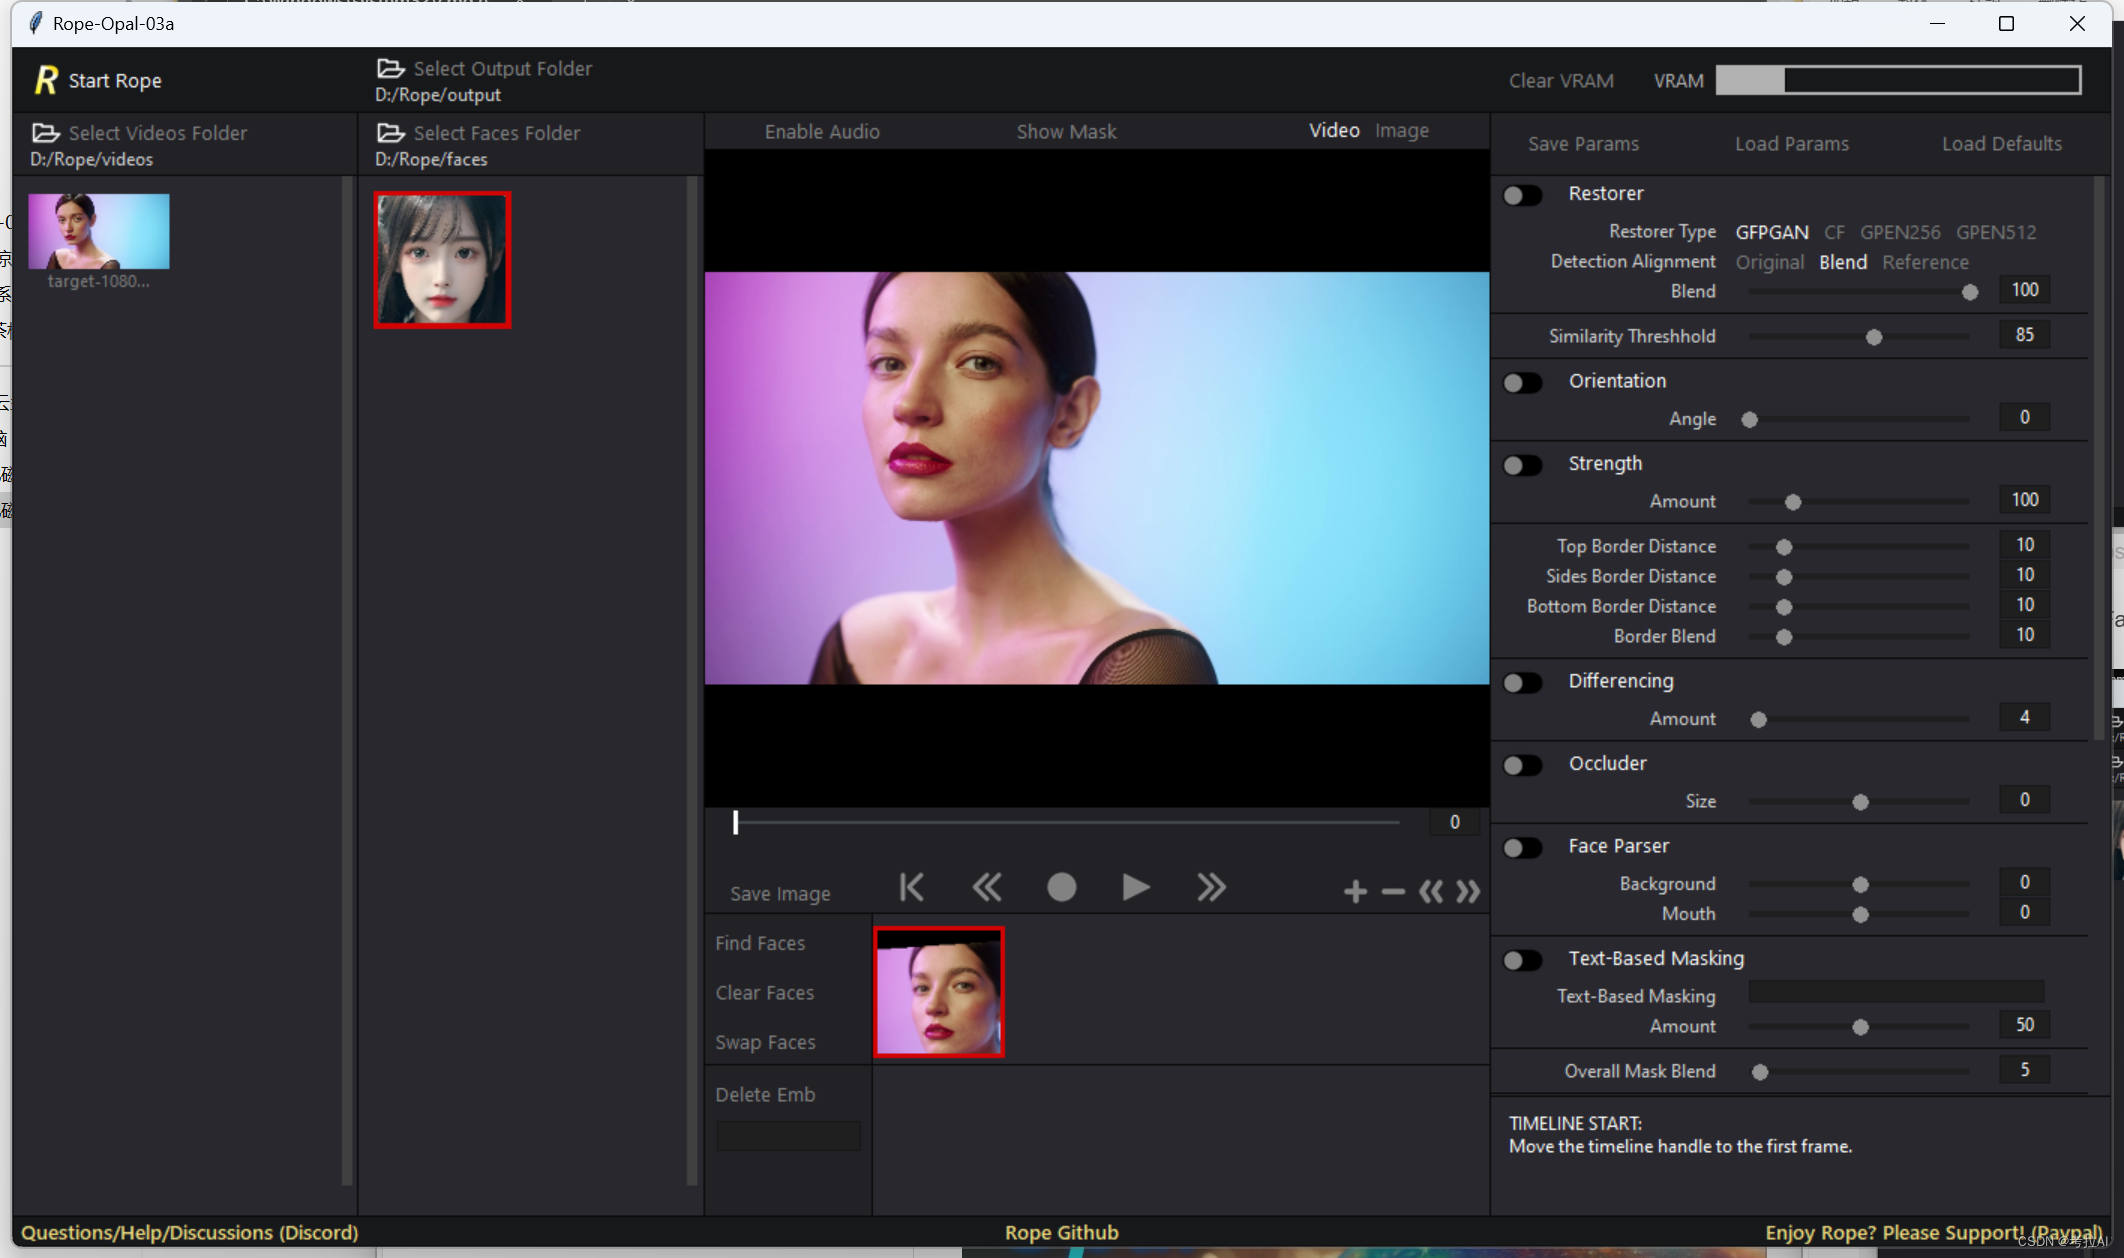 Rope-Opal-03a
Start Rope
Select Output Folder
D:/Rope/output
Clear VRAM
VRAM
Select Videos Folder
D:/Rope/videos
Select Faces Folder
D:/Rope/faces
Enable Audio
Show Mask
Video
Image
Save Params
Load Params
Load Defaults
target-1080...
Restorer
Restorer Type GFPGAN CF GPEN256 GPEN512
Detection Alignment Original Blend Reference
Blend 100
Similarity Threshhold 85
Orientation
Angle 0
Strength
Amount 100
Top Border Distance 10
Sides Border Distance 10
Bottom Border Distance 10
Border Blend 10
Differencing
Amount 4
Occluder
Size 0
Face Parser
Background 0
Mouth 0
Text-Based Masking
Text-Based Masking
Amount 50
Overall Mask Blend 5
0
Save Image
Find Faces
Clear Faces
Swap Faces
Delete Emb
TIMELINE START:
Move the timeline handle to the first frame.
Questions/Help/Discussions (Discord)
Rope Github
Enjoy Rope? Please Support! (Paypal)
CSDN @考拉AI